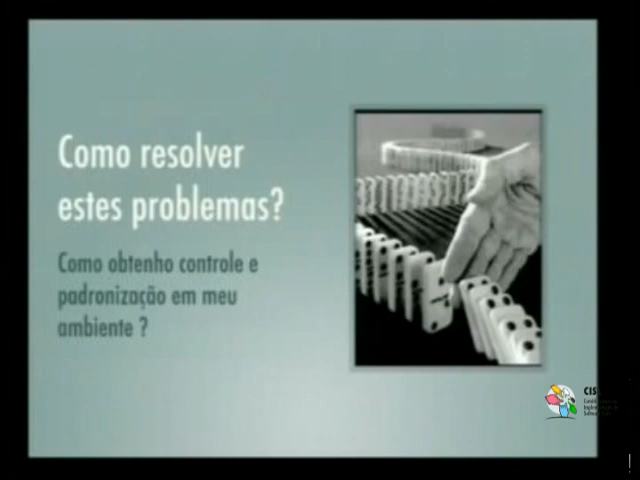 Como resolver
estes problemas?
Como obtenho controle e
padronização em meu
ambiente ?
CIS